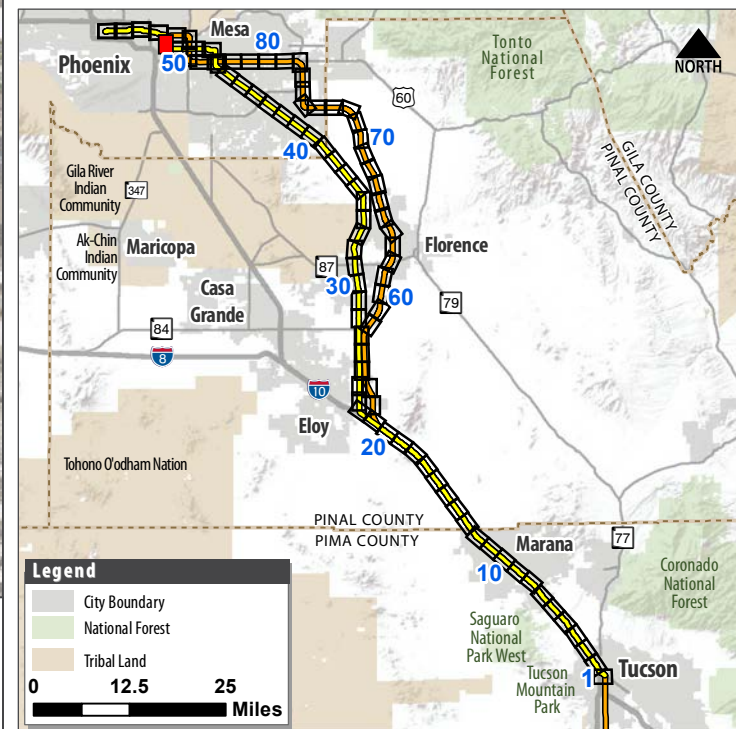 Mesa
80
Phoenix
50
Tonto
National
Forest
NORTH
60
70
40
GILA COUNTY
PINAL COUNTY
Gila River
Indian
Community
347
Ak-Chin
Indian
Community
Maricopa
Florence
87
30
60
Casa
Grande
79
84
8
10
Eloy
20
Tohono O'odham Nation
PINAL COUNTY
PIMA COUNTY
Marana
77
10
Coronado
National
Forest
Saguaro
National
Park West
Tucson
Mountain
Park
1
Tucson
Legend
City Boundary
National Forest
Tribal Land
0 12.5 25
Miles